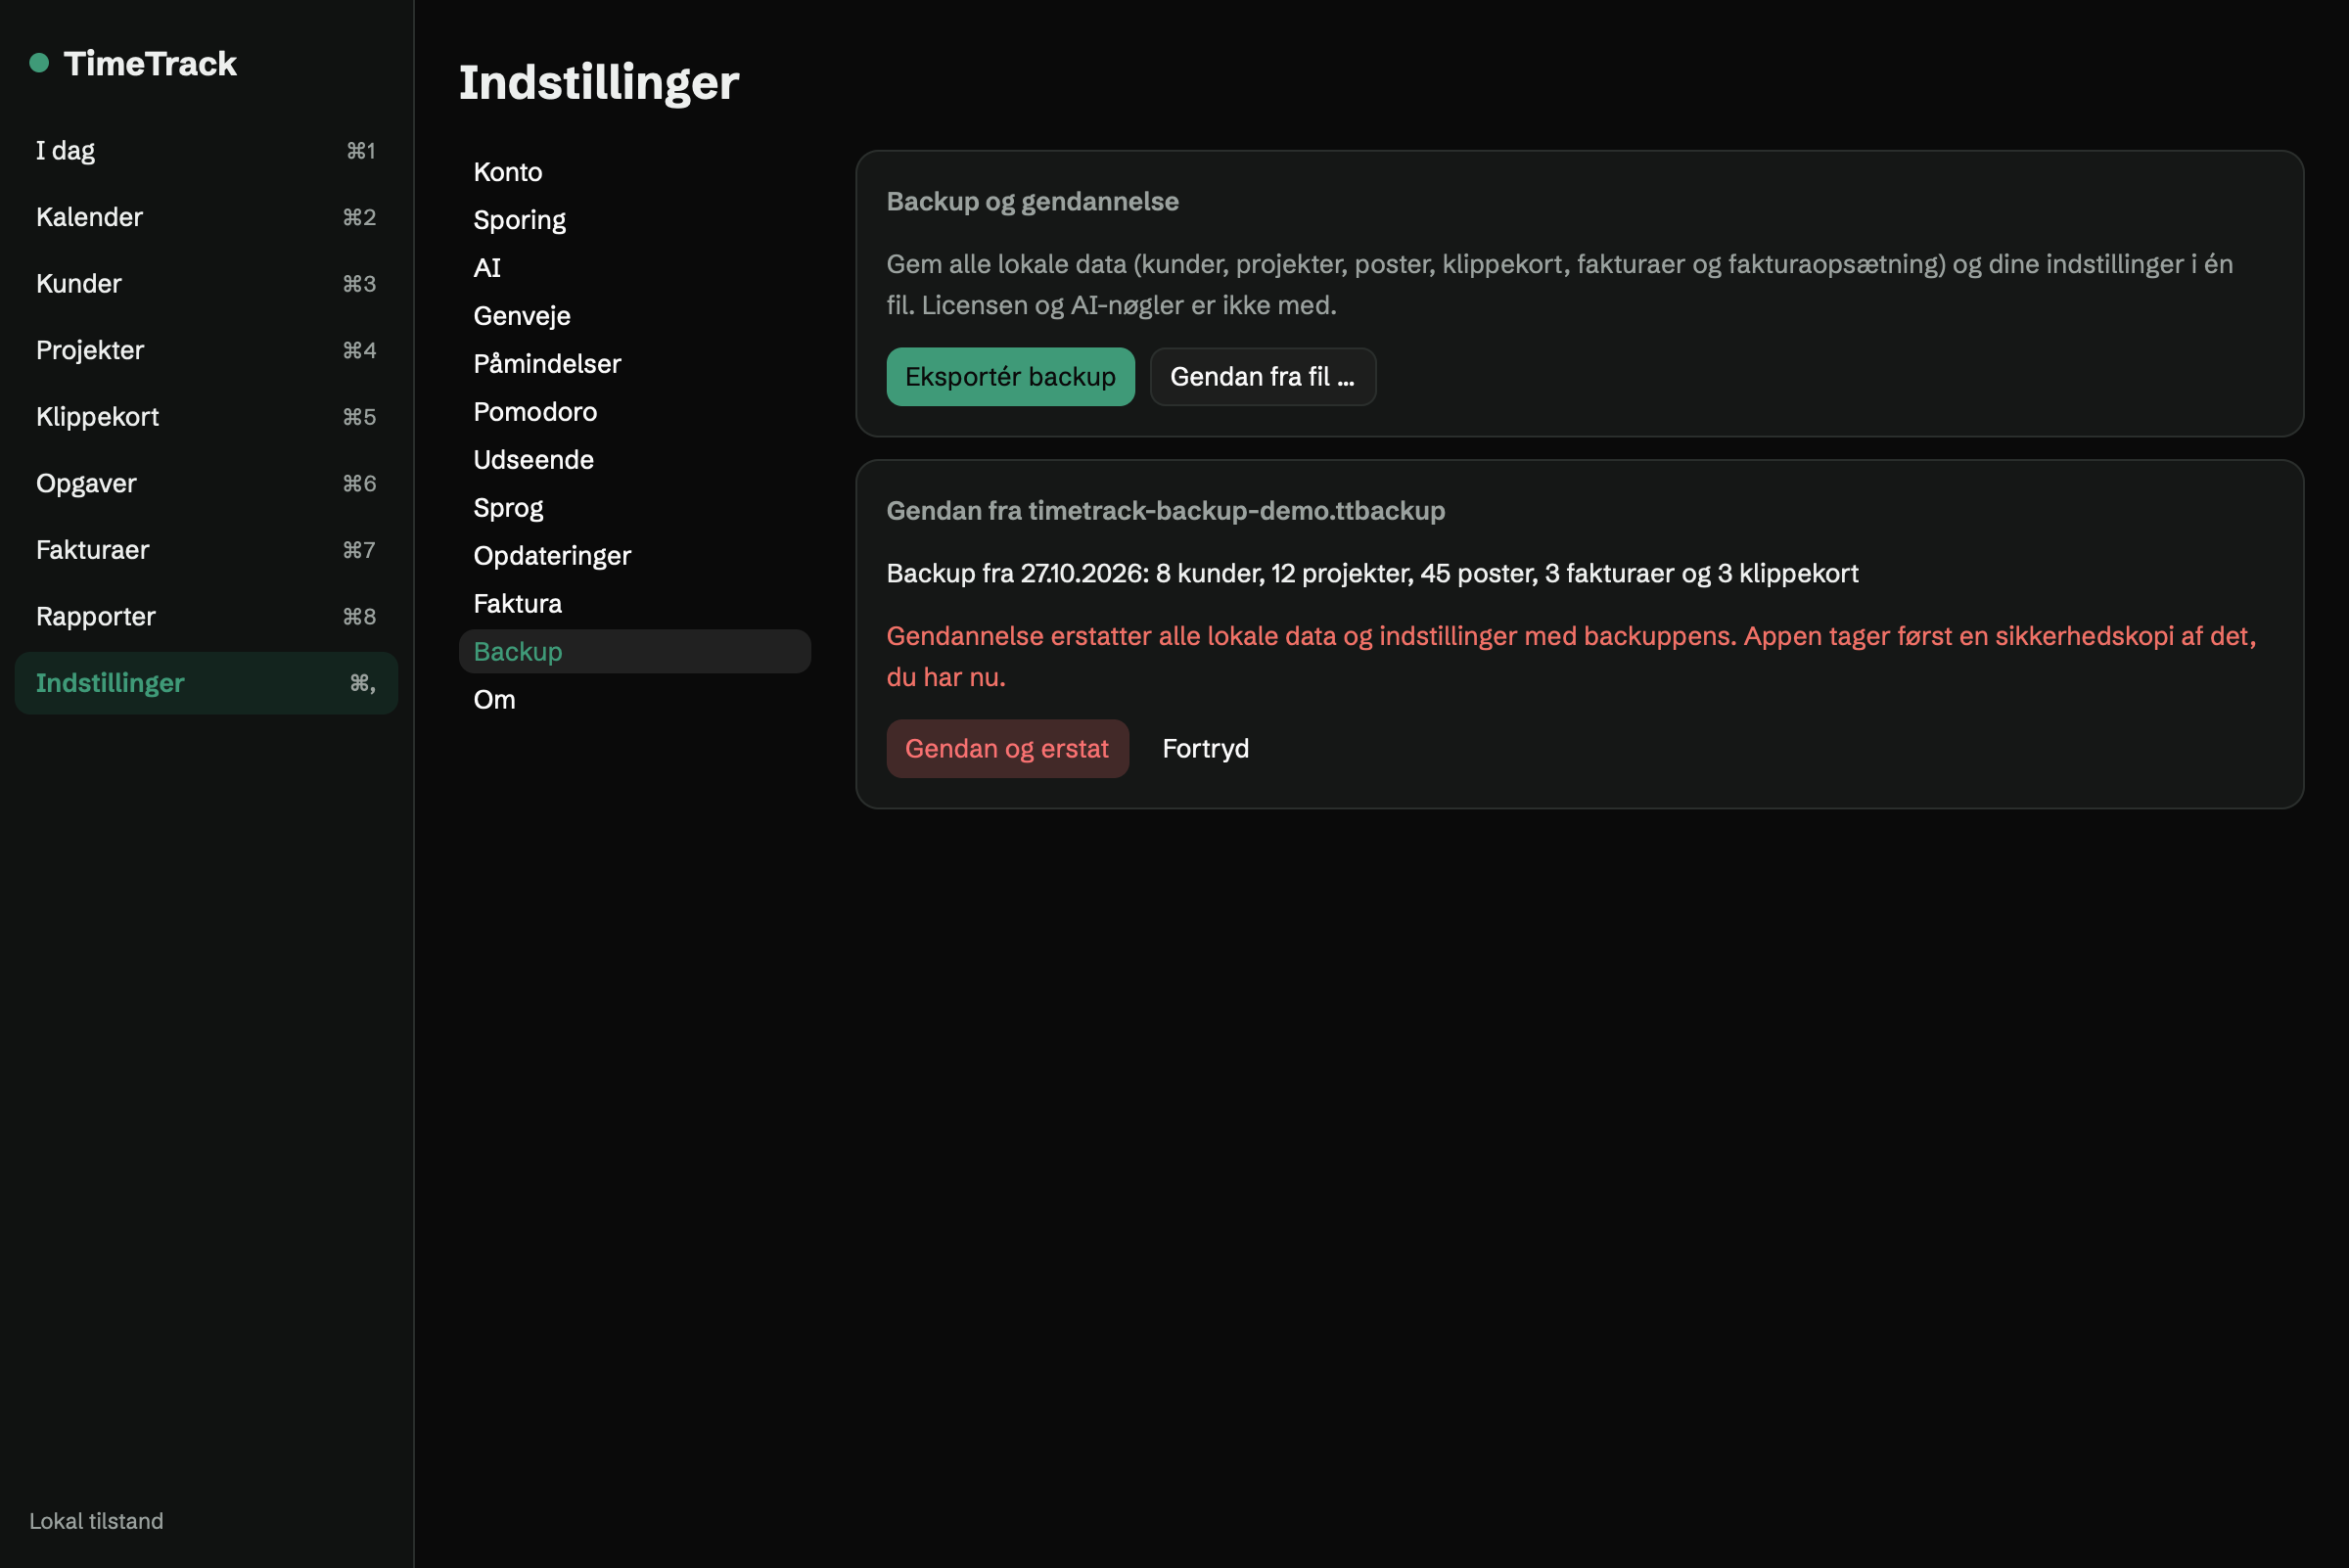 TimeTrack
I dag ⌘1
Kalender ⌘2
Kunder ⌘3
Projekter ⌘4
Klippekort ⌘5
Opgaver ⌘6
Fakturaer ⌘7
Rapporter ⌘8
Indstillinger ⌘,
Lokal tilstand
Indstillinger
Konto
Sporing
AI
Genveje
Påmindelser
Pomodoro
Udseende
Sprog
Opdateringer
Faktura
Backup
Om
Backup og gendannelse
Gem alle lokale data (kunder, projekter, poster, klippekort, fakturaer og fakturaopsætning) og dine indstillinger i én
fil. Licensen og AI-nøgler er ikke med.
Eksportér backup Gendan fra fil ...
Gendan fra timetrack-backup-demo.ttbackup
Backup fra 27.10.2026: 8 kunder, 12 projekter, 45 poster, 3 fakturaer og 3 klippekort
Gendannelse erstatter alle lokale data og indstillinger med backuppens. Appen tager først en sikkerhedskopi af det,
du har nu.
Gendan og erstat Fortryd